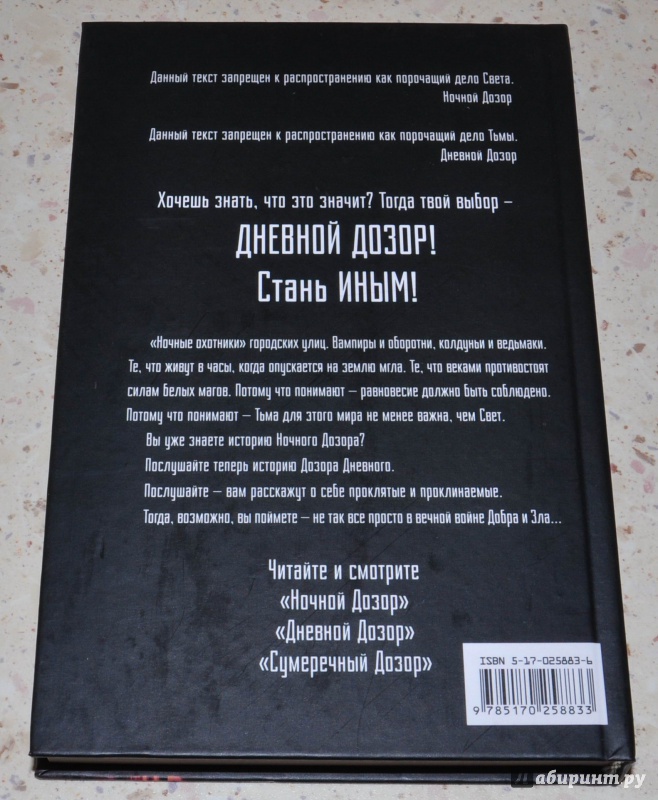 Данный текст запрещен к распространению как порочащий дело Света.
Ночной Дозор
Данный текст запрещен к распространению как порочащий дело Тьмы.
Дневной Дозор
Хочешь знать, что это значит? Тогда твой выбор –
ДНЕВНОЙ ДОЗОР!
Стань ИНЫМ!
«Ночные охотники» городских улиц. Вампиры и оборотни, колдуньи и ведьмаки.
Те, что живут в часы, когда опускается на землю мгла. Те, что веками противостоят
силам белых магов. Потому что понимают – равновесие должно быть соблюдено.
Потому что понимают – Тьма для этого мира не менее важна, чем Свет.
Вы уже знаете историю Ночного Дозора?
Послушайте теперь историю Дозора Дневного.
Послушайте – вам расскажут о себе проклятые и проклинаемые.
Тогда, возможно, вы поймете – не так все просто в вечной войне Добра и Зла...
Читайте и смотрите
«Ночной Дозор»
«Дневной Дозор»
«Сумеречный Дозор»
ISBN 5-17-025883-6
9 785170 258833
Лабиринт.ру